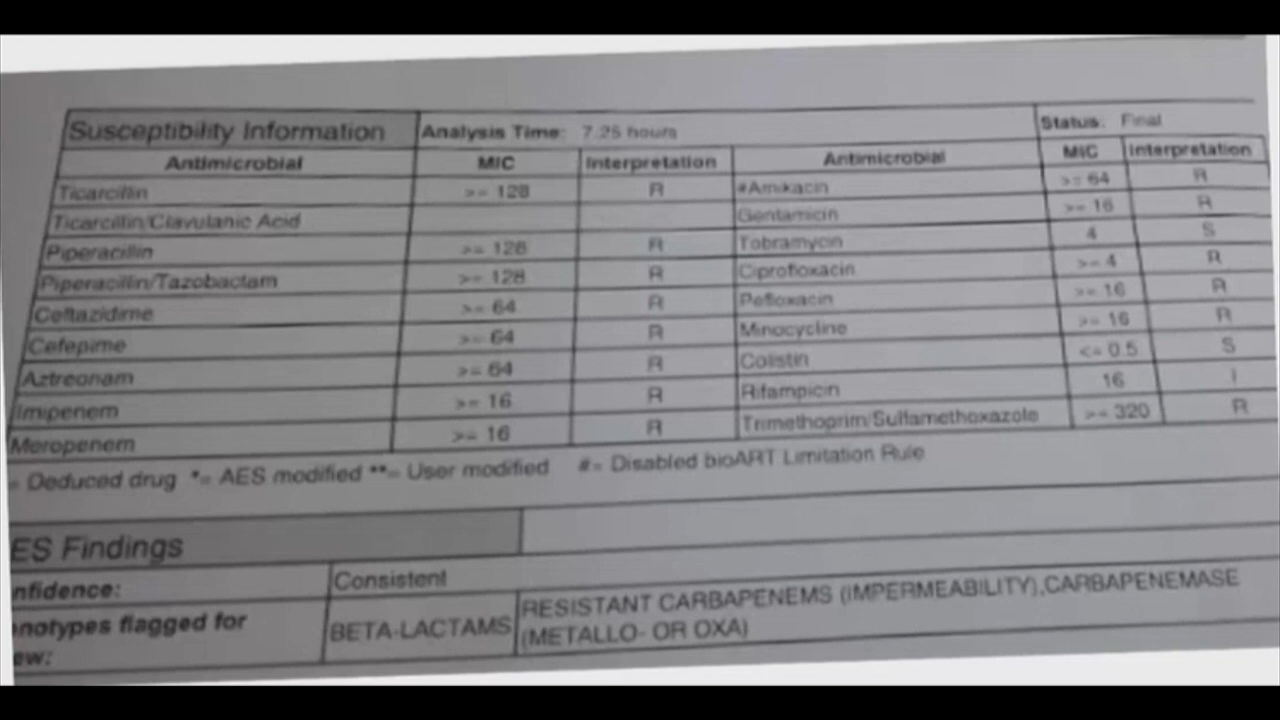 Susceptibility Information Analysis Time: 7.25 hours Status: Final
Antimicrobial MIC Interpretation Antimicrobial MIC Interpretation
Ticarcillin >= 128 R #Amikacin >= 64 R
Ticarcillin/Clavulanic Acid Gentamicin >= 16 R
Piperacillin >= 128 R Tobramycin 4 S
Piperacillin/Tazobactam >= 128 R Ciprofloxacin >= 4 R
Ceftazidime >= 64 R Pefloxacin >= 16 R
Cefepime >= 64 R Minocycline >= 16 R
Aztreonam >= 64 R Colistin <= 0.5 S
Imipenem >= 16 R Rifampicin 16 I
Meropenem >= 16 R Trimethoprim/Sulfamethoxazole >= 320 R
= Deduced drug *= AES modified **= User modified #= Disabled bioART Limitation Rule
ES Findings
nfidence: Consistent
enotypes flagged for
ew:
BETA-LACTAMS
RESISTANT CARBAPENEMS (IMPERMEABILITY),CARBAPENEMASE
(METALLO- OR OXA)